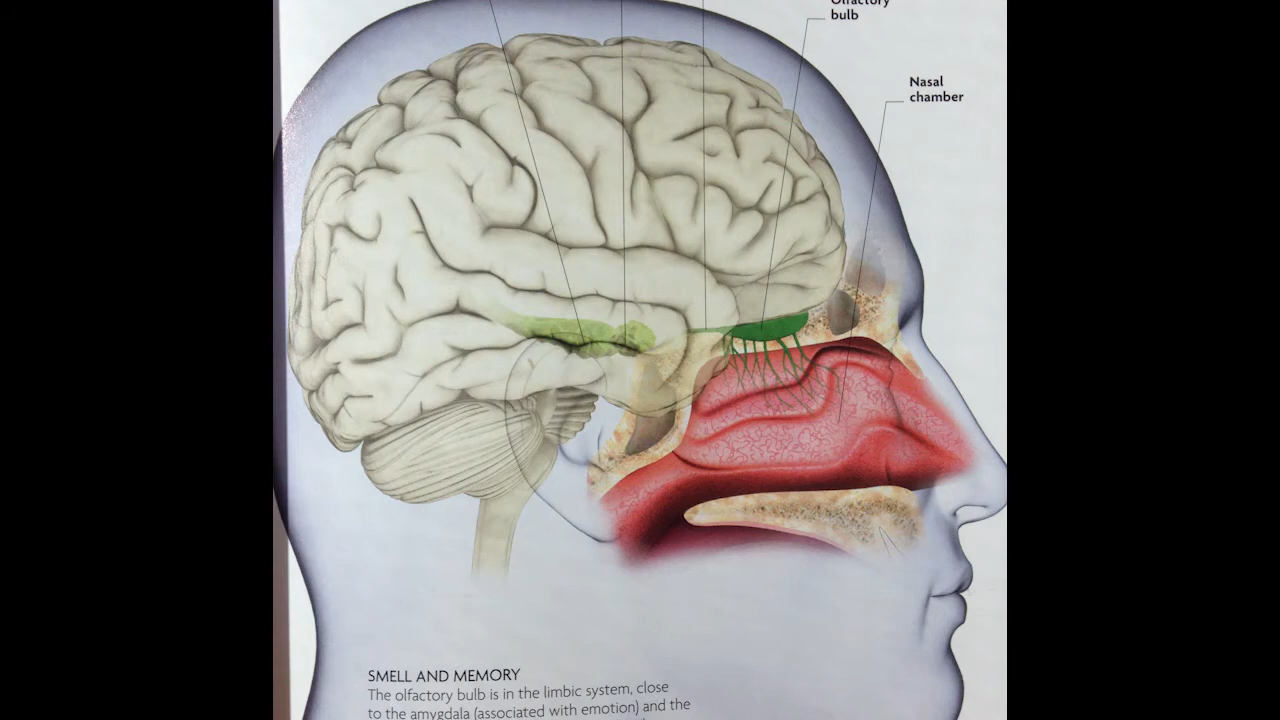 Olfactory
bulb
Nasal
chamber
SMELL AND MEMORY
The olfactory bulb is in the limbic system, close
to the amygdala (associated with emotion) and the